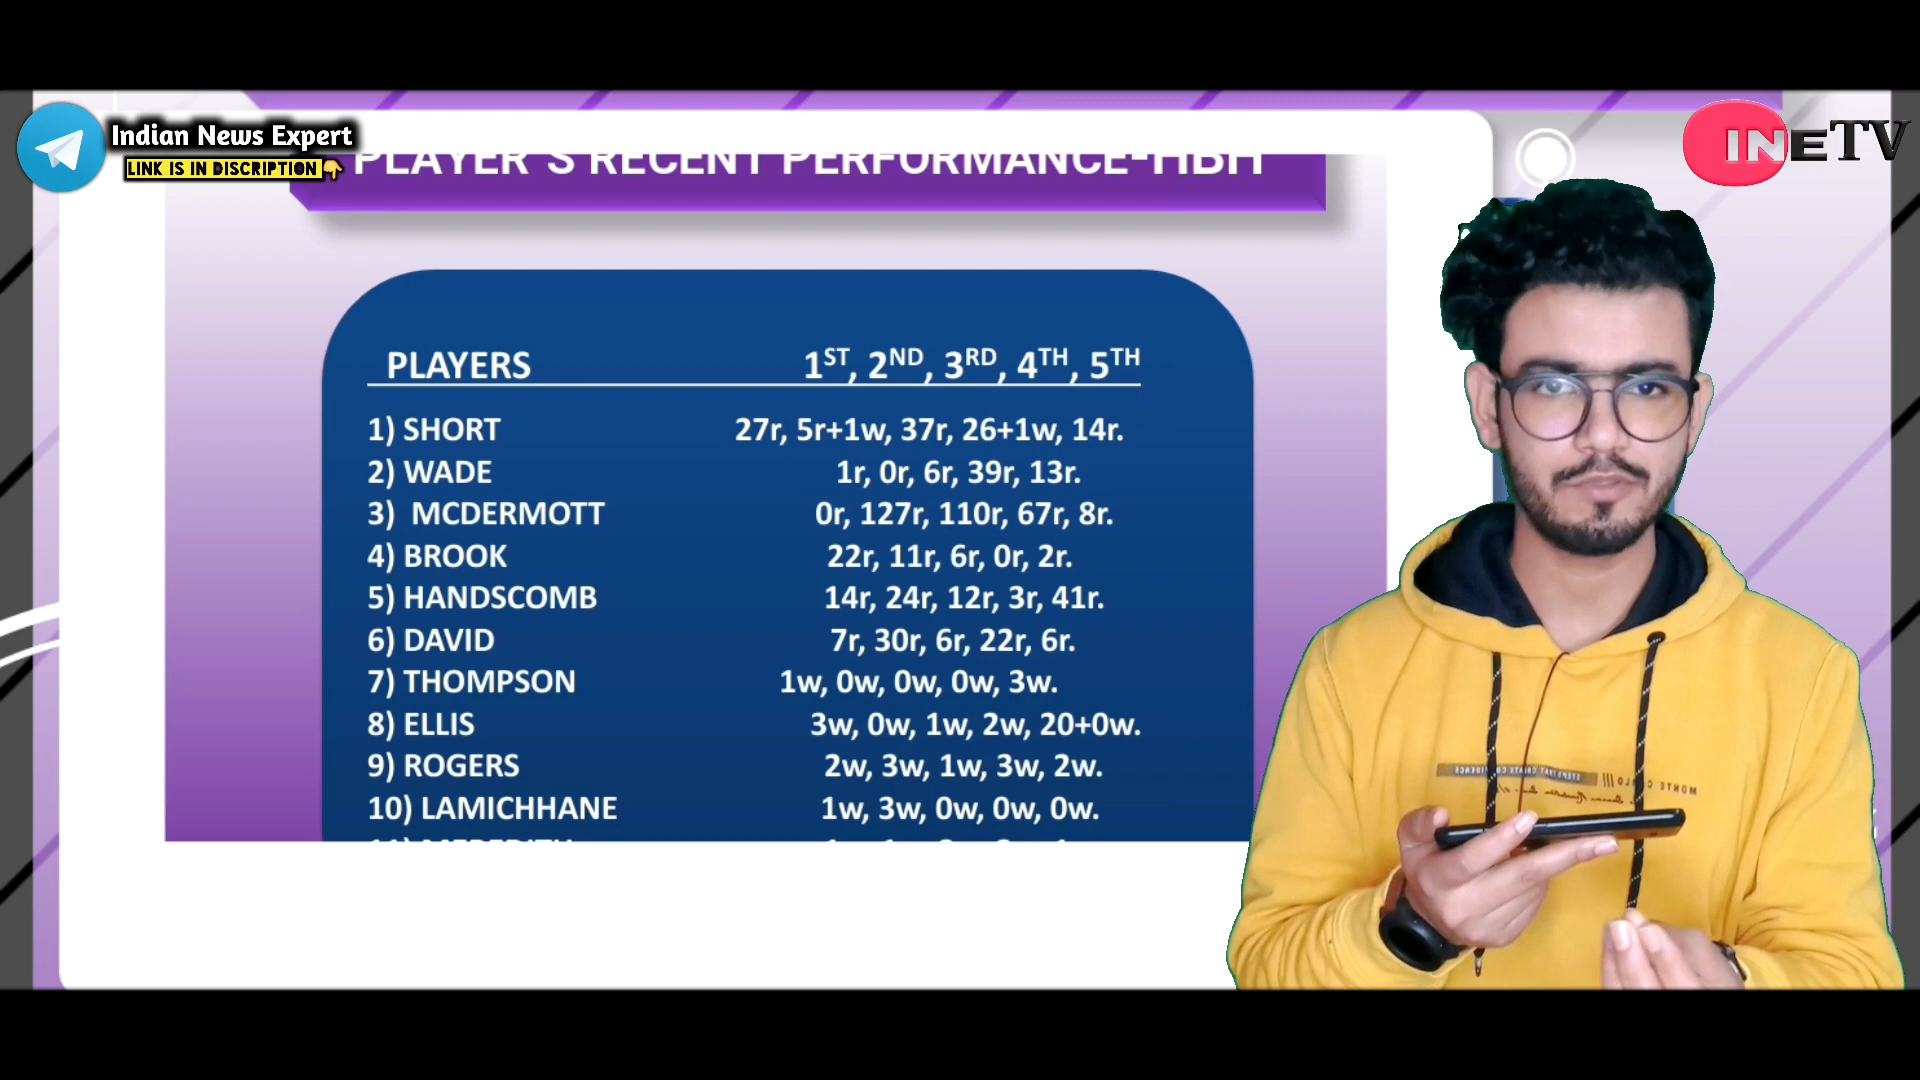 Indian News Expert
LINK IS IN DISCRIPTION
PLAYER'S RECENT PERFORMANCE-HBH
INETV
PLAYERS 1ST, 2ND, 3RD, 4TH, 5TH
1) SHORT 27r, 5r+1w, 37r, 26+1w, 14r.
2) WADE 1r, 0r, 6r, 39r, 13r.
3) MCDERMOTT 0r, 127r, 110r, 67r, 8r.
4) BROOK 22r, 11r, 6r, 0r, 2r.
5) HANDSCOMB 14r, 24r, 12r, 3r, 41r.
6) DAVID 7r, 30r, 6r, 22r, 6r.
7) THOMPSON 1w, 0w, 0w, 0w, 3w.
8) ELLIS 3w, 0w, 1w, 2w, 20+0w.
9) ROGERS 2w, 3w, 1w, 3w, 2w.
10) LAMICHHANE 1w, 3w, 0w, 0w, 0w.